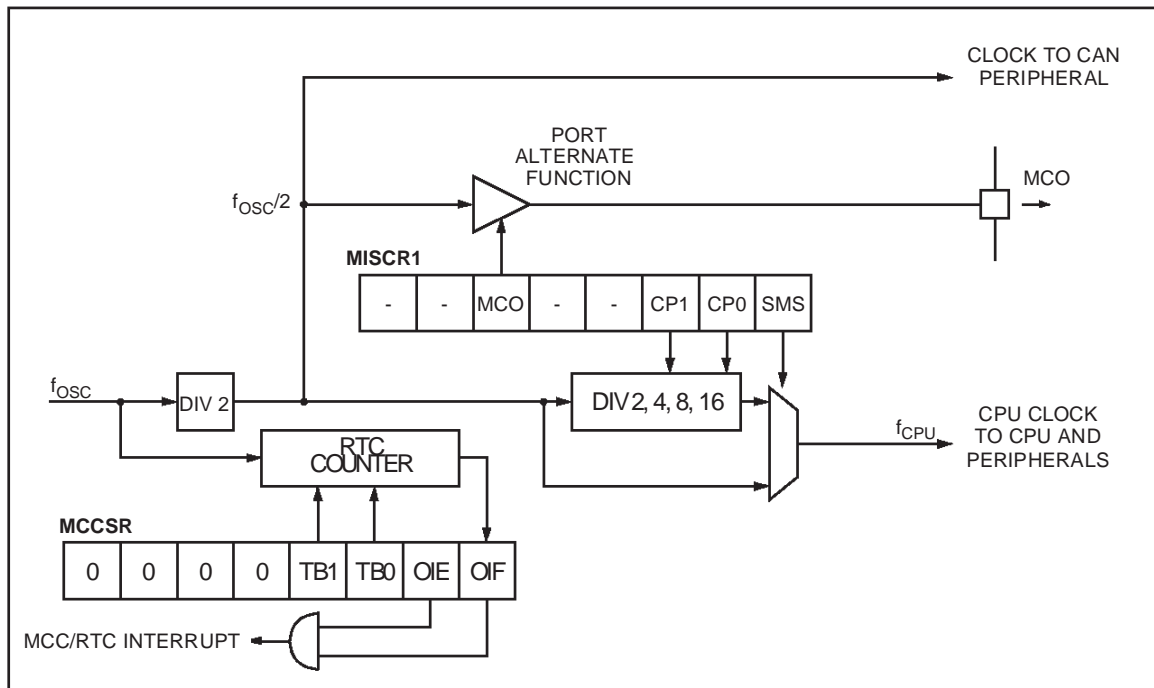 CLOCK TO CAN
PERIPHERAL
PORT
ALTERNATE
FUNCTION
fOSC/2
MCO
MISCR1
- - MCO - - CP1 CP0 SMS
fOSC
DIV 2
DIV 2, 4, 8, 16
fCPU
CPU CLOCK
TO CPU AND
PERIPHERALS
RTC
COUNTER
MCCSR
0 0 0 0 TB1 TB0 OIE OIF
MCC/RTC INTERRUPT